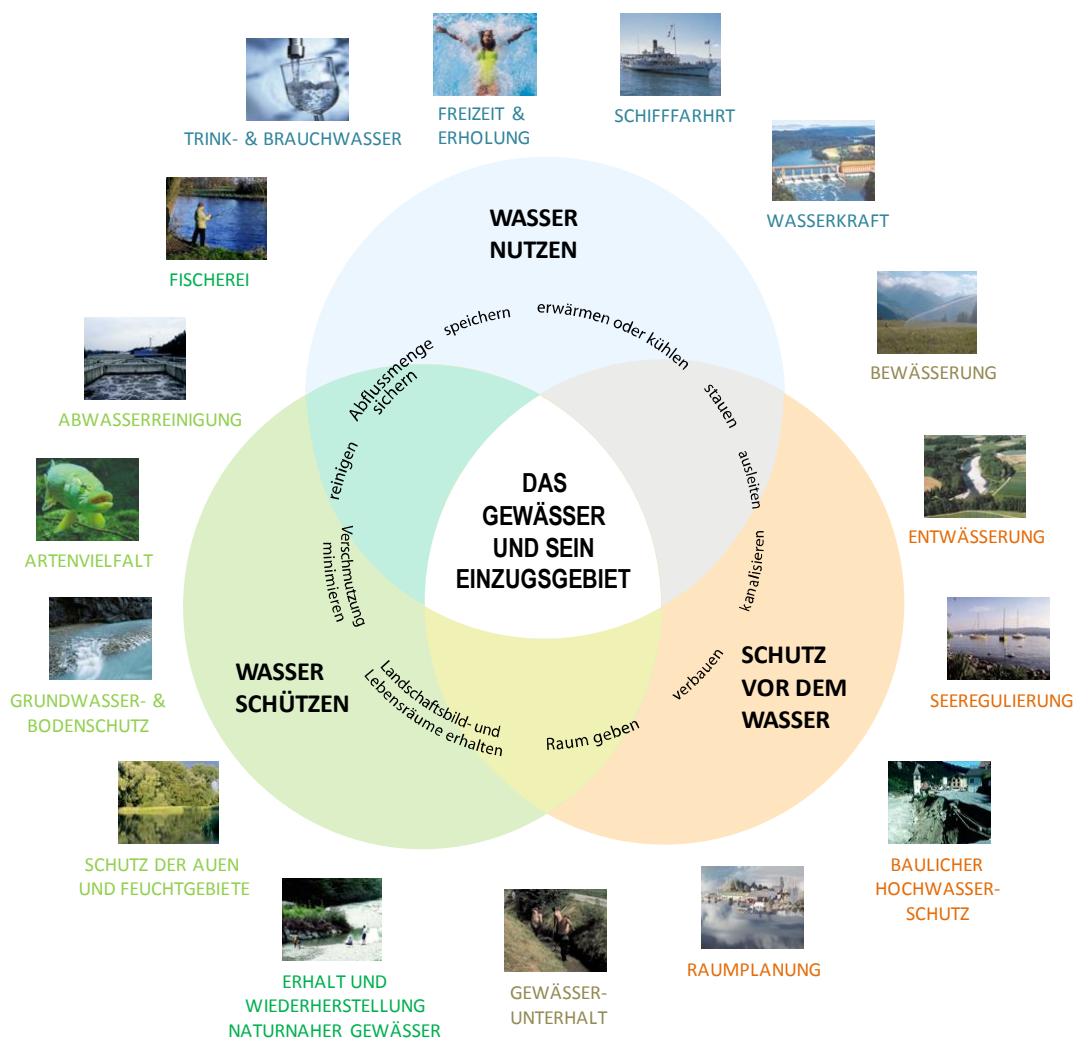 TRINK- & BRAUCHWASSER
FREIZEIT &
ERHOLUNG
SCHIFFFARHRT
WASSERKRAFT
BEWÄSSERUNG
ENTWÄSSERUNG
SEEREGULIERUNG
BAULICHER
HOCHWASSER-
SCHUTZ
RAUMPLANUNG
GEWÄSSER-
UNTERHALT
ERHALT UND
WIEDERHERSTELLUNG
NATURNAHER GEWÄSSER
SCHUTZ DER AUEN
UND FEUCHTGEBIETE
GRUNDWASSER- &
BODENSCHUTZ
ARTENVIELFALT
ABWASSERREINIGUNG
FISCHEREI
WASSER
NUTZEN
speichern
erwärmen oder kühlen
stauen
ausleiten
kanalisieren
verbauen
Raum geben
Landschaftsbild- und
Lebensräume erhalten
Verschmutzung
minimieren
reinigen
Abflussmenge
sichern
DAS
GEWÄSSER
UND SEIN
EINZUGSGEBIET
WASSER
SCHÜTZEN
SCHUTZ
VOR DEM
WASSER